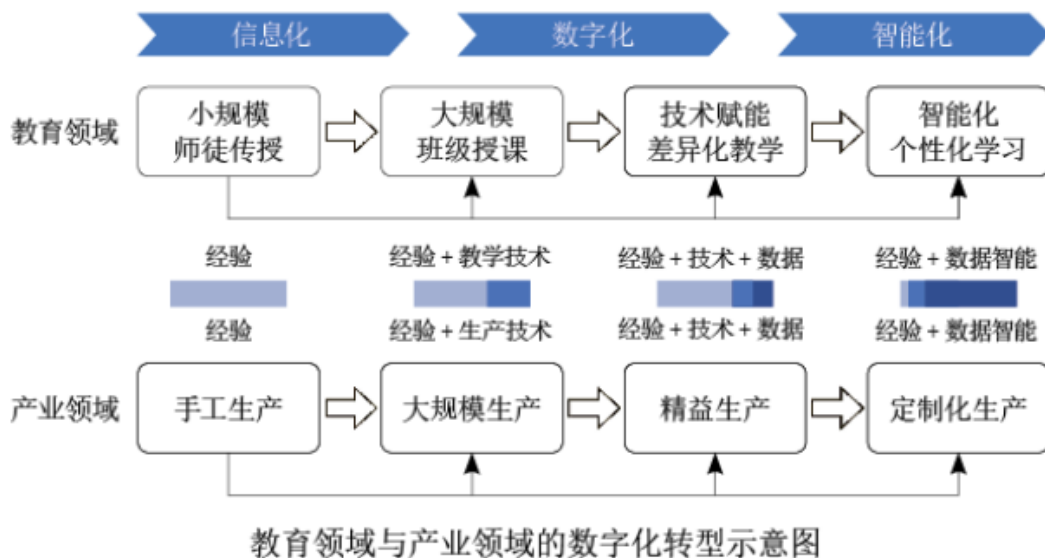 信息化
数字化
智能化
教育领域
小规模
师徒传授
大规模
班级授课
技术赋能
差异化教学
智能化
个性化学习
经验
经验+教学技术
经验+技术+数据
经验+数据智能
经验
经验+生产技术
经验+技术+数据
经验+数据智能
产业领域
手工生产
大规模生产
精益生产
定制化生产
教育领域与产业领域的数字化转型示意图